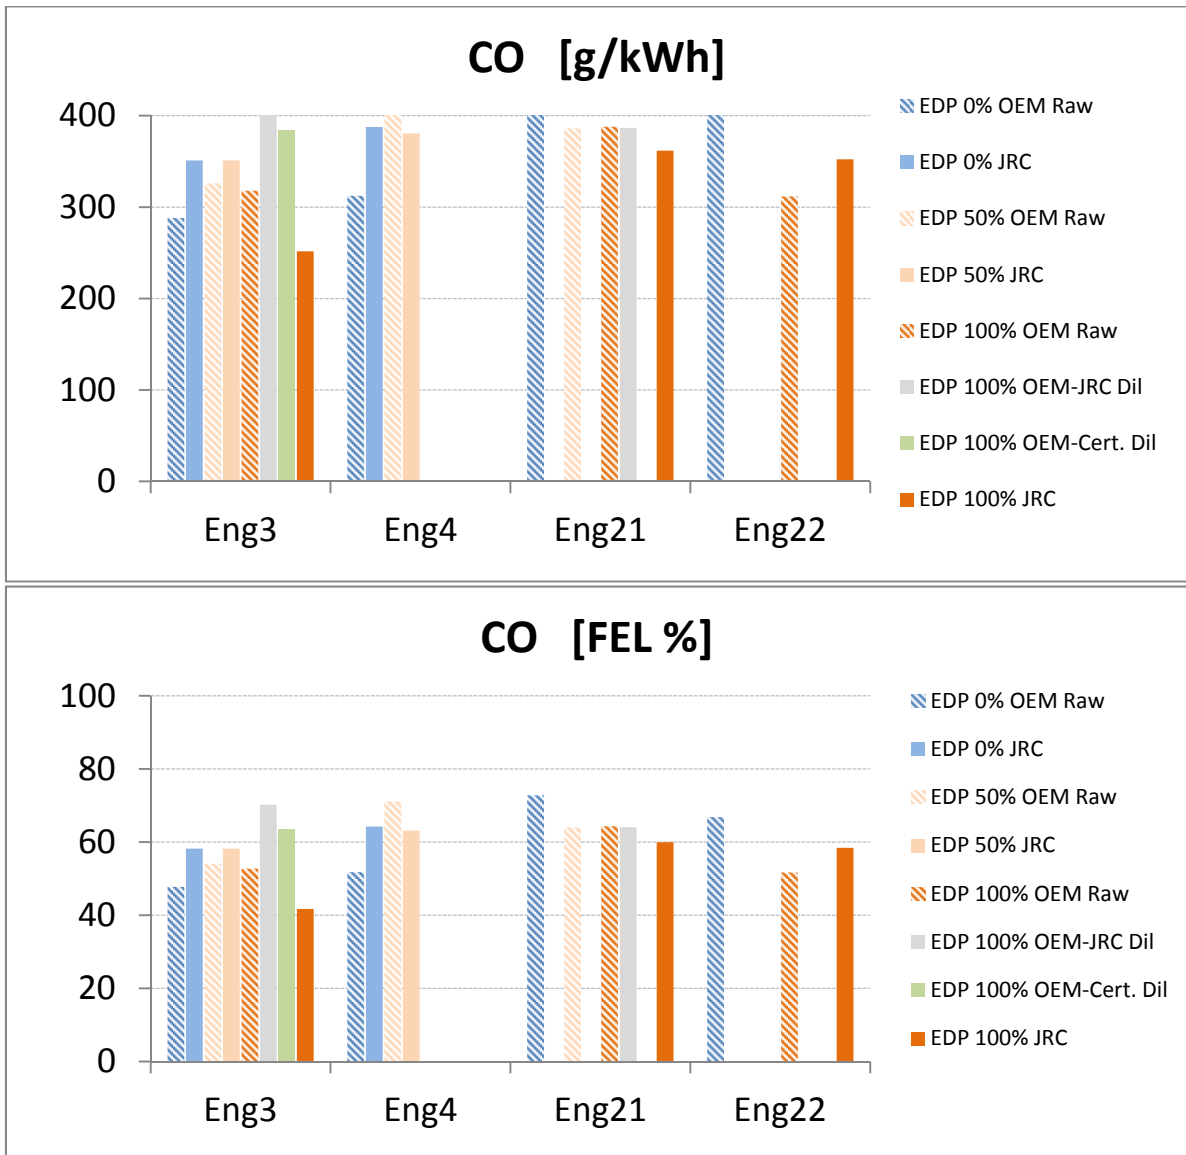 CO [g/kWh]
400
300
200
100
0
Eng3 Eng4 Eng21 Eng22
EDP 0% OEM Raw
EDP 0% JRC
EDP 50% OEM Raw
EDP 50% JRC
EDP 100% OEM Raw
EDP 100% OEM-JRC Dil
EDP 100% OEM-Cert. Dil
EDP 100% JRC
CO [FEL %]
100
80
60
40
20
0
Eng3 Eng4 Eng21 Eng22
EDP 0% OEM Raw
EDP 0% JRC
EDP 50% OEM Raw
EDP 50% JRC
EDP 100% OEM Raw
EDP 100% OEM-JRC Dil
EDP 100% OEM-Cert. Dil
EDP 100% JRC